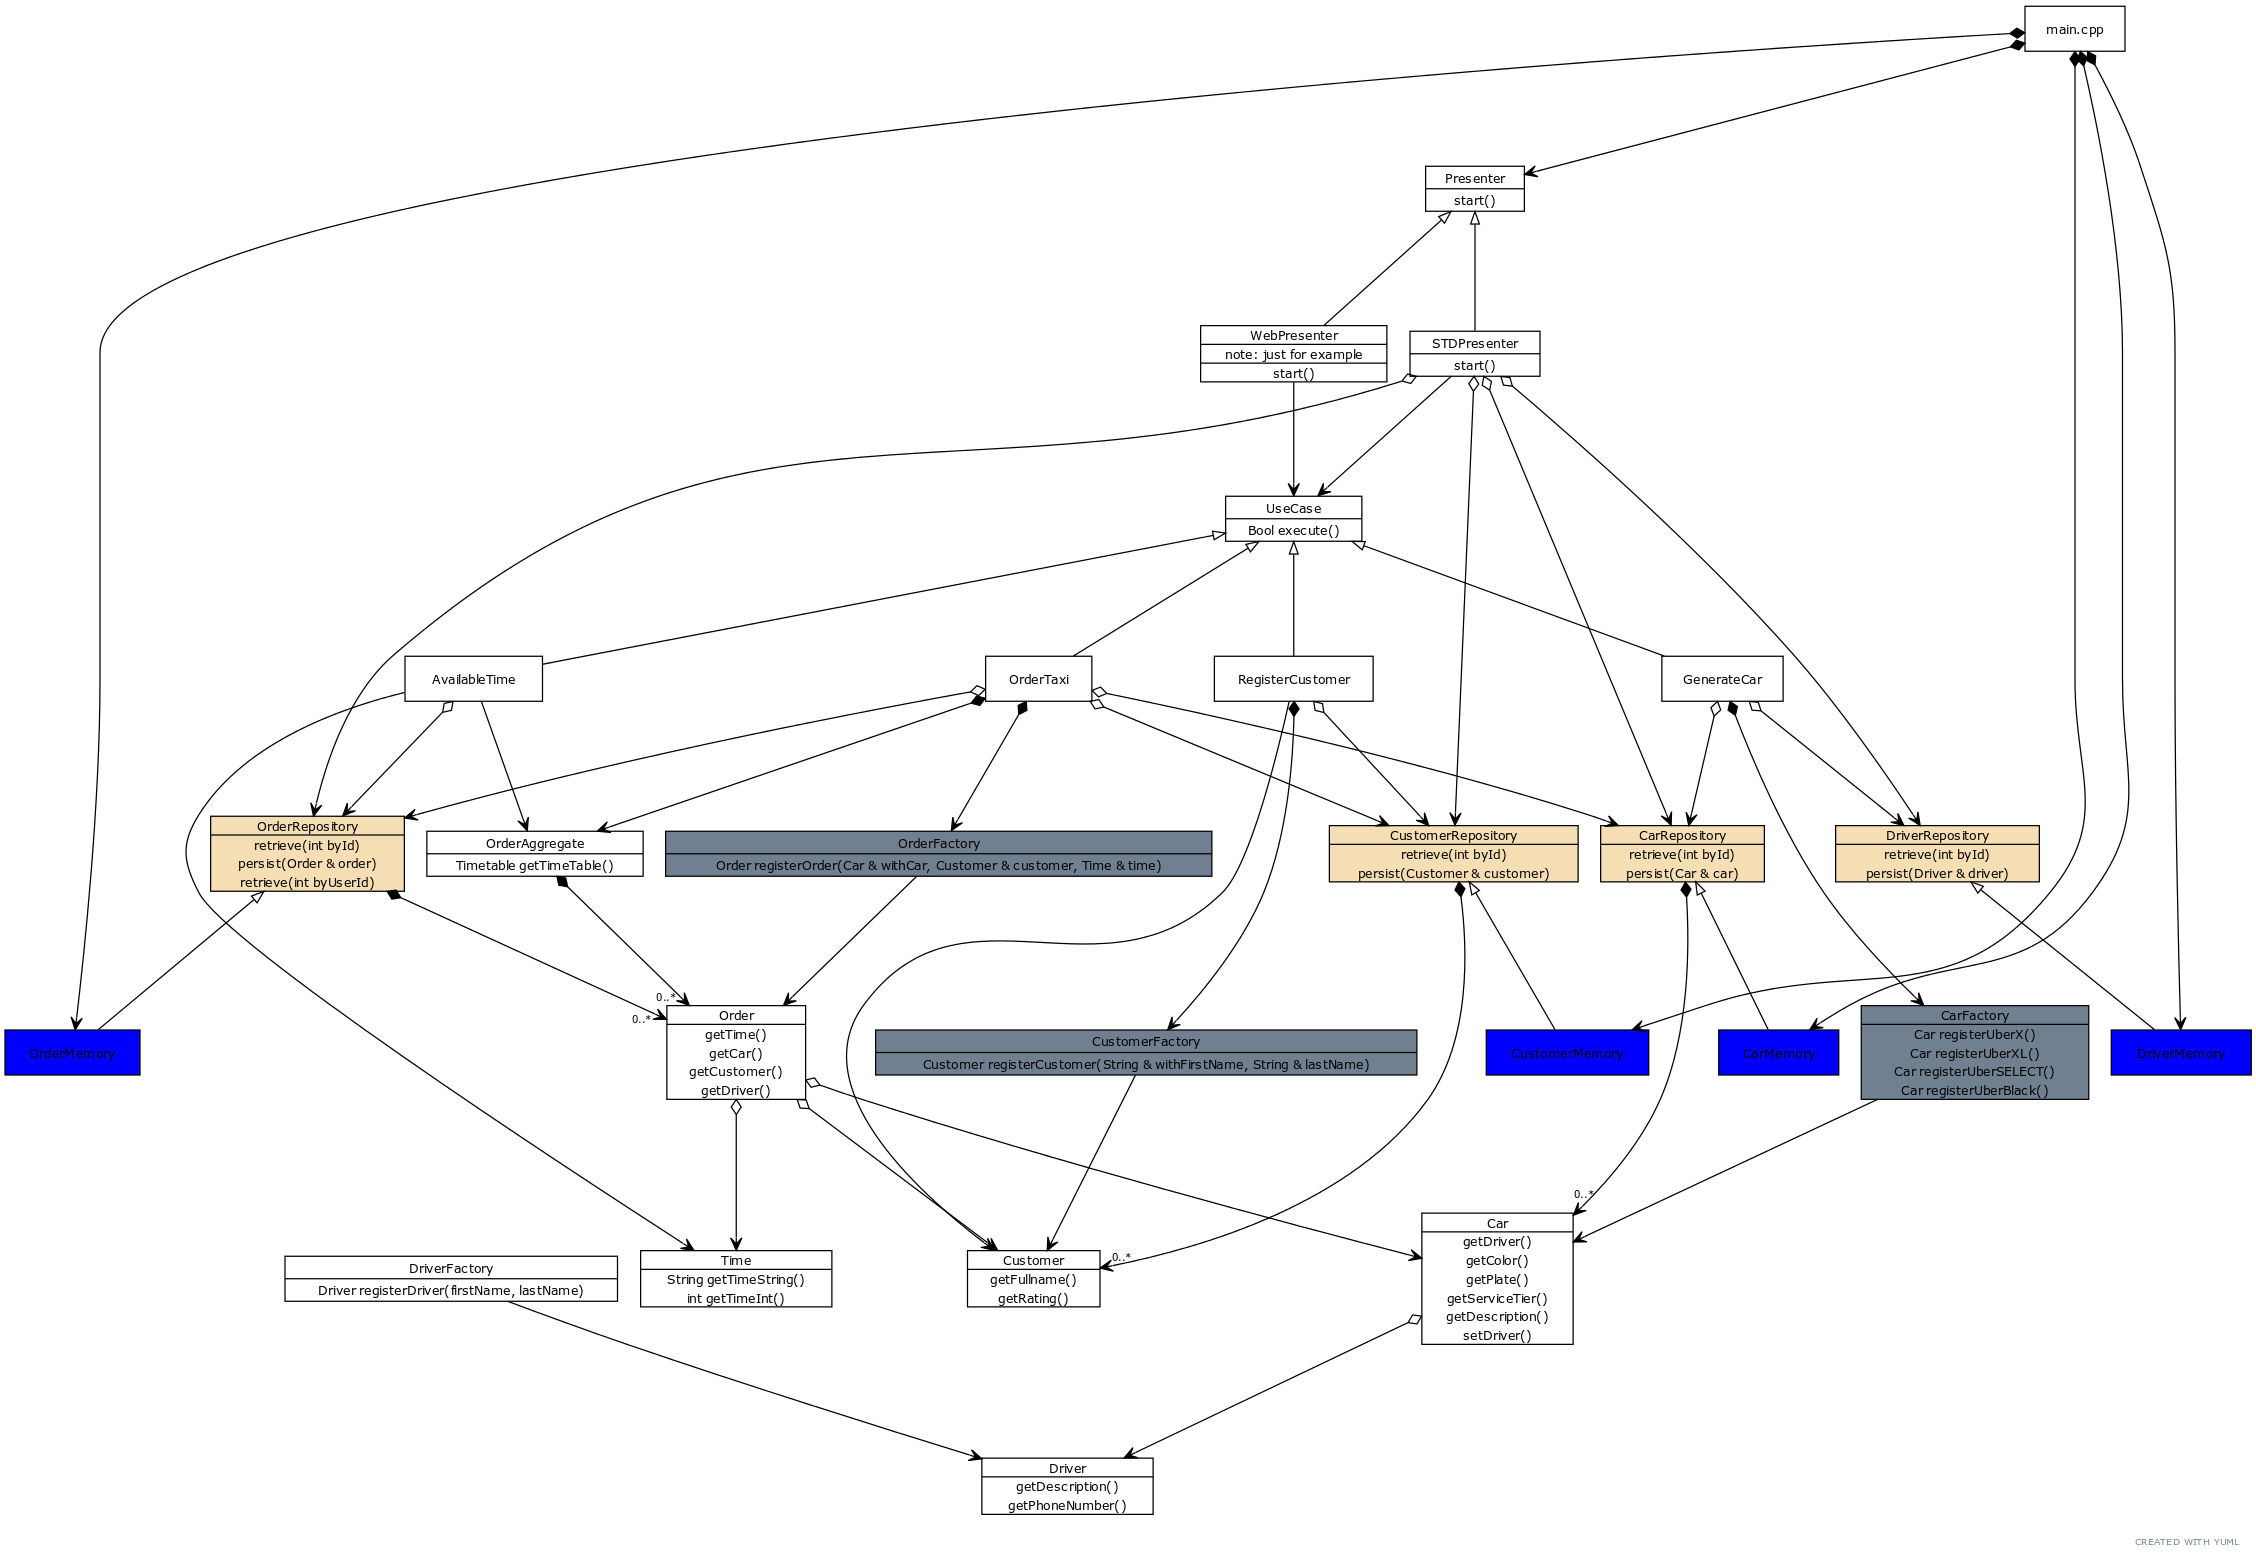 main.cpp
Presenter
start()
WebPresenter
note: just for example
start()
STDPresenter
start()
UseCase
Bool execute()
AvailableTime
OrderTaxi
RegisterCustomer
GenerateCar
OrderRepository
retrieve(int byId)
persist(Order & order)
retrieve(int byUserId)
OrderAggregate
Timetable getTimeTable()
OrderFactory
Order registerOrder(Car & withCar, Customer & customer, Time & time)
CustomerRepository
retrieve(int byId)
persist(Customer & customer)
CarRepository
retrieve(int byId)
persist(Car & car)
DriverRepository
retrieve(int byId)
persist(Driver & driver)
0..*
0..*
OrderMemory
Order
getTime()
getCar()
getCustomer()
getDriver()
CustomerFactory
Customer registerCustomer(String & withFirstName, String & lastName)
CustomerMemory
CarMemory
CarFactory
Car registerUberX()
Car registerUberXL()
Car registerUberSELECT()
Car registerUberBlack()
DriverMemory
DriverFactory
Driver registerDriver(firstName, lastName)
Time
String getTimeString()
int getTimeInt()
Customer
getFullname()
getRating()
0..*
0..*
Car
getDriver()
getColor()
getPlate()
getServiceTier()
getDescription()
setDriver()
Driver
getDescription()
getPhoneNumber()
CREATED WITH YUML